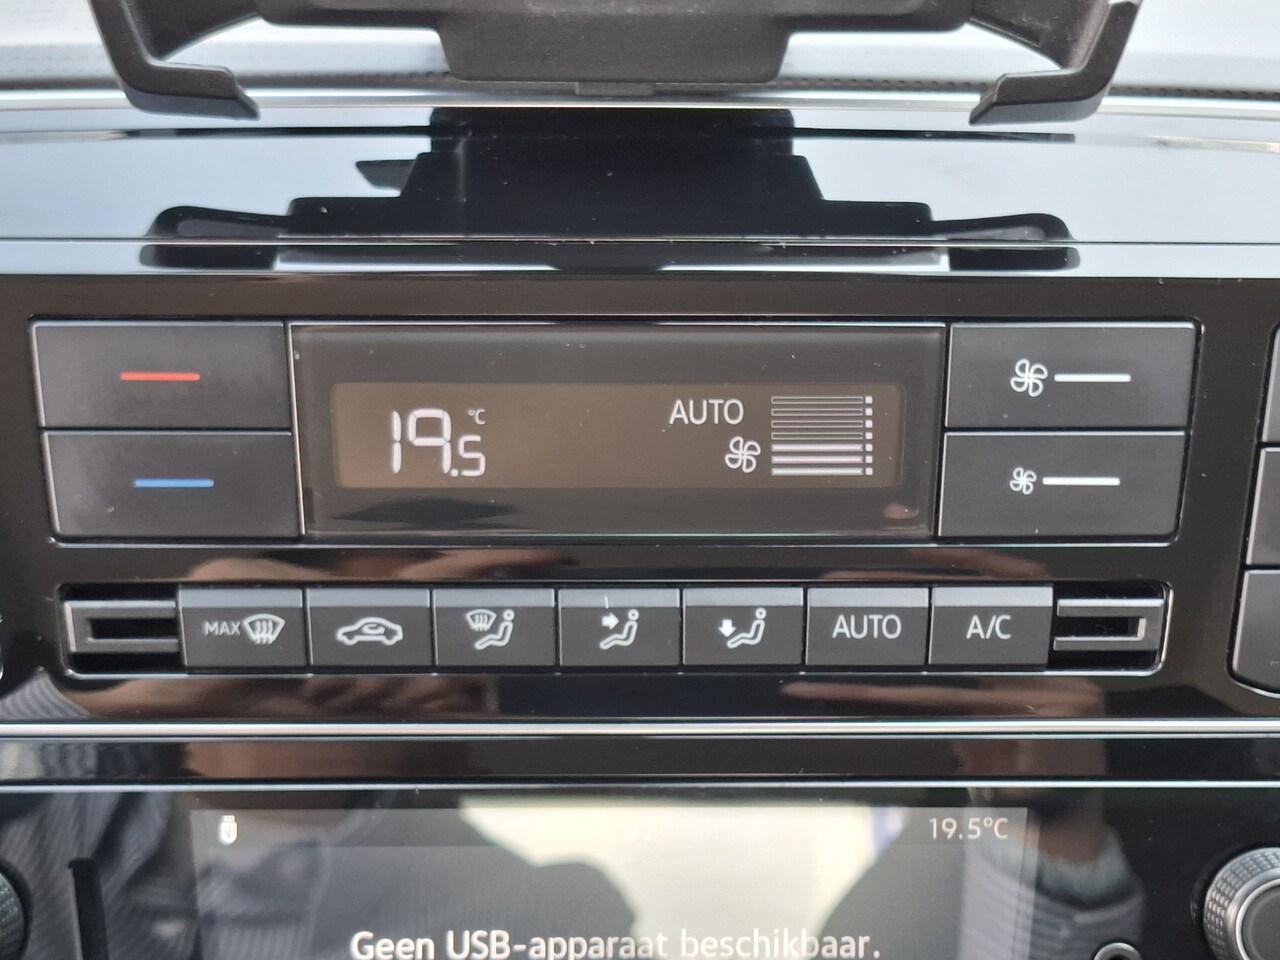 19.5 °C AUTO
MAX AUTO A/C
19.5°C
Geen USB-apparaat beschikbaar.